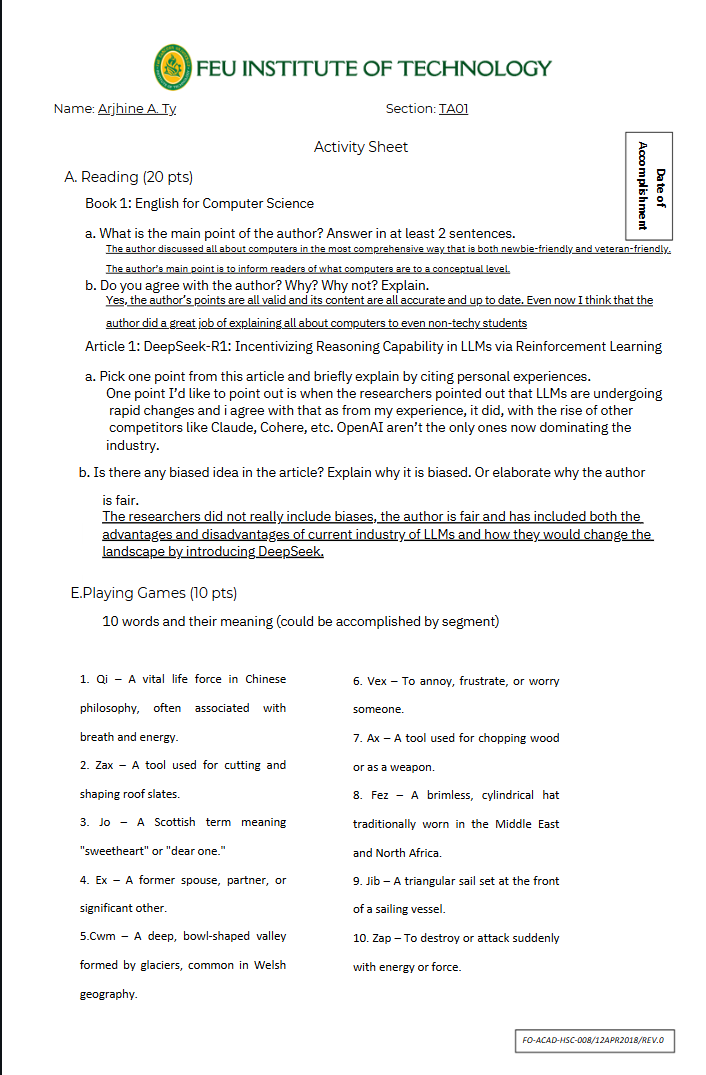 FEU INSTITUTE OF TECHNOLOGY
Name: Arjhine A. Ty
Section: TA01
Activity Sheet
Date of
Accomplishment
A. Reading (20 pts)
Book 1: English for Computer Science
a. What is the main point of the author? Answer in at least 2 sentences.
The author discussed all about computers in the most comprehensive way that is both newbie-friendly and veteran-friendly.
The author's main point is to inform readers of what computers are to a conceptual level.
b. Do you agree with the author? Why? Why not? Explain.
Yes, the author's points are all valid and its content are all accurate and up to date. Even now I think that the
author did a great job of explaining all about computers to even non-techy students
Article 1: DeepSeek-R1: Incentivizing Reasoning Capability in LLMs via Reinforcement Learning
a. Pick one point from this article and briefly explain by citing personal experiences.
One point I'd like to point out is when the researchers pointed out that LLMs are undergoing
rapid changes and i agree with that as from my experience, it did, with the rise of other
competitors like Claude, Cohere, etc. OpenAI aren't the only ones now dominating the
industry.
b. Is there any biased idea in the article? Explain why it is biased. Or elaborate why the author
is fair.
The researchers did not really include biases, the author is fair and has included both the
advantages and disadvantages of current industry of LLMs and how they would change the
landscape by introducing DeepSeek.
E.Playing Games (10 pts)
10 words and their meaning (could be accomplished by segment)
1. Qi – A vital life force in Chinese
philosophy, often associated with
breath and energy.
2. Zax – A tool used for cutting and
shaping roof slates.
3. Jo – A Scottish term meaning
"sweetheart" or "dear one."
4. Ex – A former spouse, partner, or
significant other.
5.Cwm – A deep, bowl-shaped valley
formed by glaciers, common in Welsh
geography.
6. Vex – To annoy, frustrate, or worry
someone.
7. Ax – A tool used for chopping wood
or as a weapon.
8. Fez – A brimless, cylindrical hat
traditionally worn in the Middle East
and North Africa.
9. Jib – A triangular sail set at the front
of a sailing vessel.
10. Zap – To destroy or attack suddenly
with energy or force.
FO-ACAD-HSC-008/12APR2018/REV.0